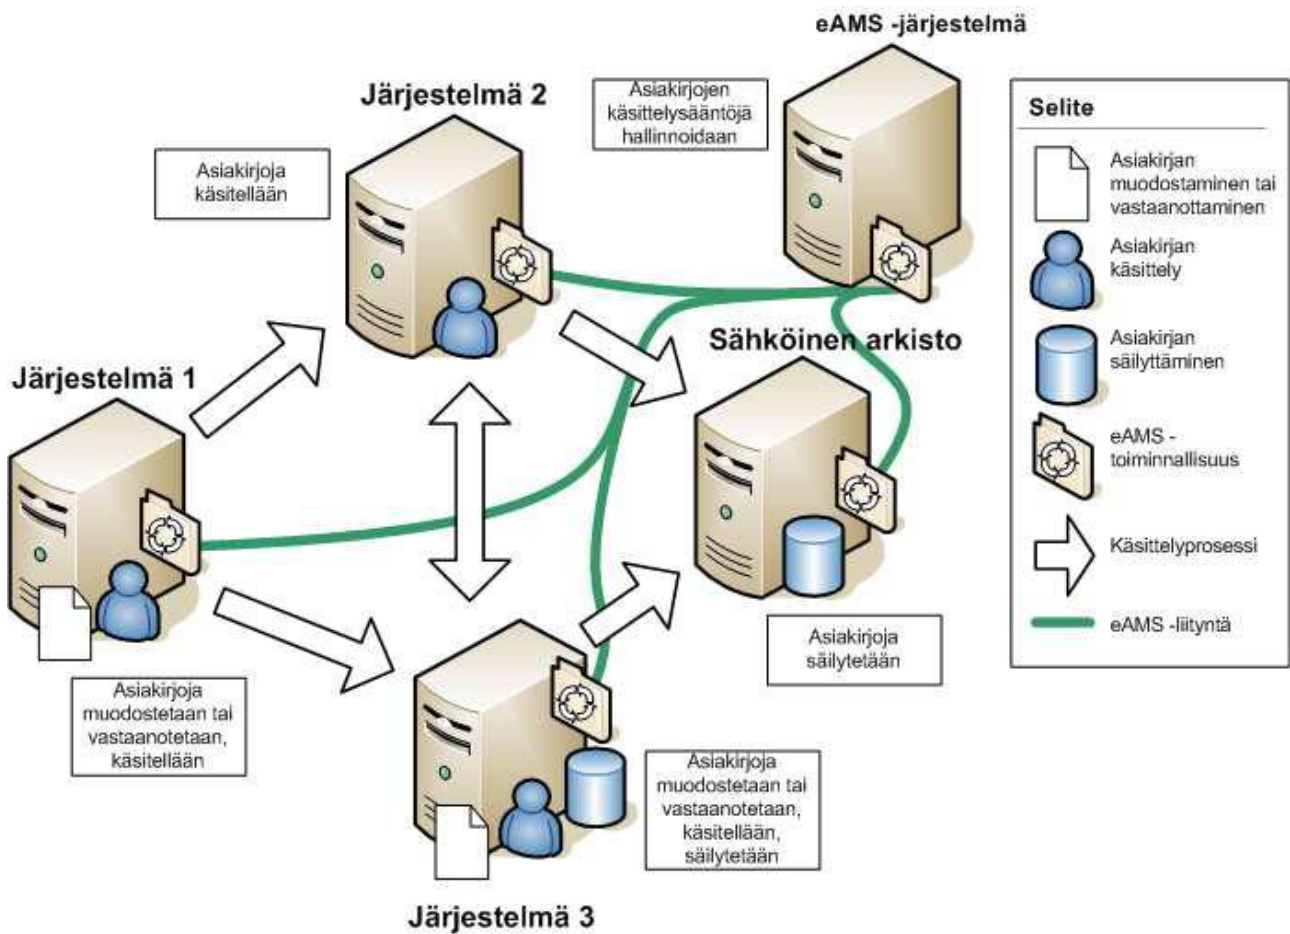 eAMS -järjestelmä
Asiakirjojen
käsittelysääntöjä
hallinnoidaan
Järjestelmä 2
Asiakirjoja
käsitellään
Järjestelmä 1
Asiakirjoja
muodostetaan tai
vastaanotetaan,
käsitellään
Sähköinen arkisto
Asiakirjoja
säilytetään
Asiakirjoja
muodostetaan tai
vastaanotetaan,
käsitellään,
säilytetään
Järjestelmä 3
Selite
Asiakirjan
muodostaminen tai
vastaanottaminen
Asiakirjan
käsittely
Asiakirjan
säilyttäminen
eAMS -
toiminnallisuus
Käsittelyprosessi
eAMS -liityntä